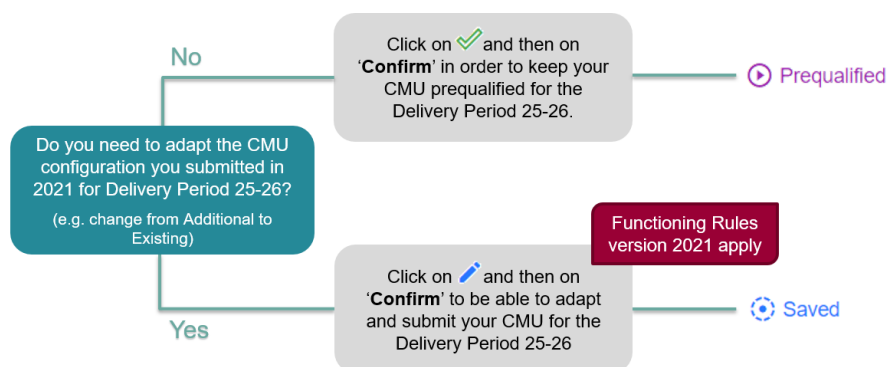 No
Click on and then on
‘Confirm’ in order to keep your
CMU prequalified for the
Delivery Period 25-26.
Prequalified
Do you need to adapt the CMU
configuration you submitted in
2021 for Delivery Period 25-26?
(e.g. change from Additional to
Existing)
Functioning Rules
version 2021 apply
Click on and then on
‘Confirm’ to be able to adapt
and submit your CMU for the
Delivery Period 25-26
Saved
Yes